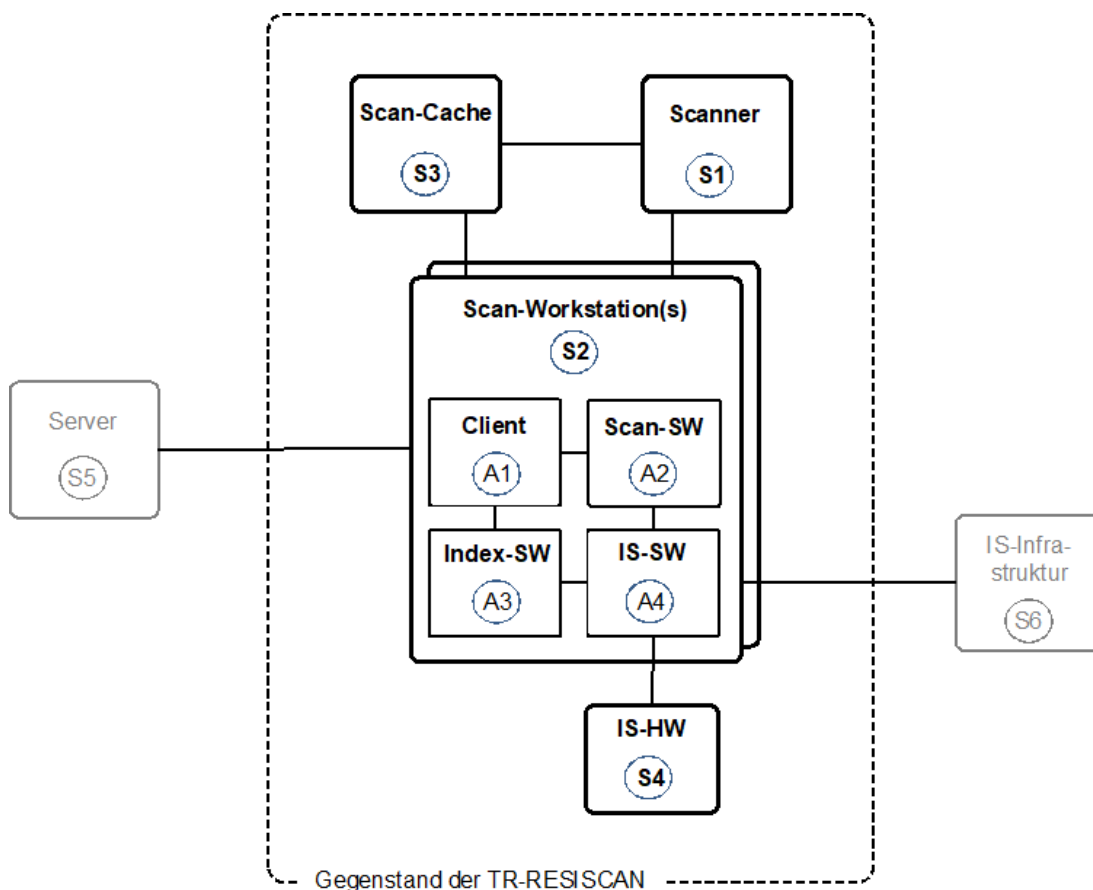 Scan-Cache
S3
Scanner
S1
Scan-Workstation(s)
S2
Server
S5
Client
A1
Scan-SW
A2
Index-SW
A3
IS-SW
A4
IS-Infra-
struktur
S6
IS-HW
S4
Gegenstand der TR-RESISCAN